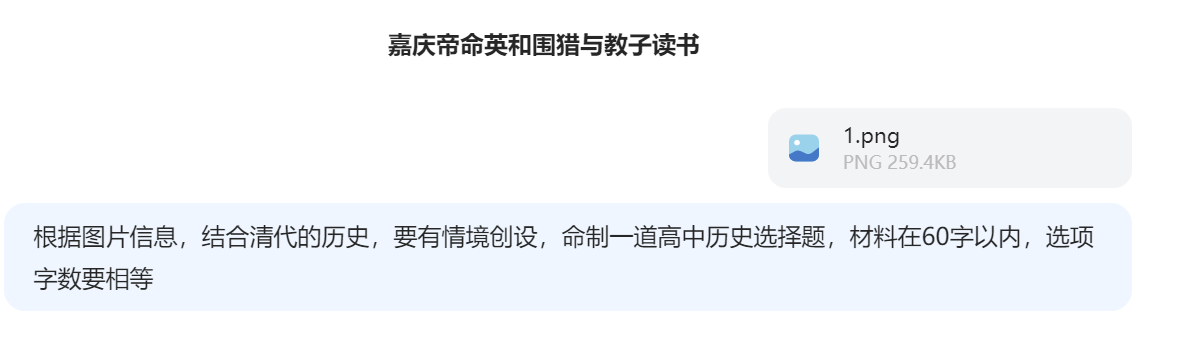 嘉庆帝命英和围猎与教子读书
1.png
PNG 259.4KB
根据图片信息，结合清代的历史，要有情境创设，命制一道高中历史选择题，材料在60字以内，选项
字数要相等